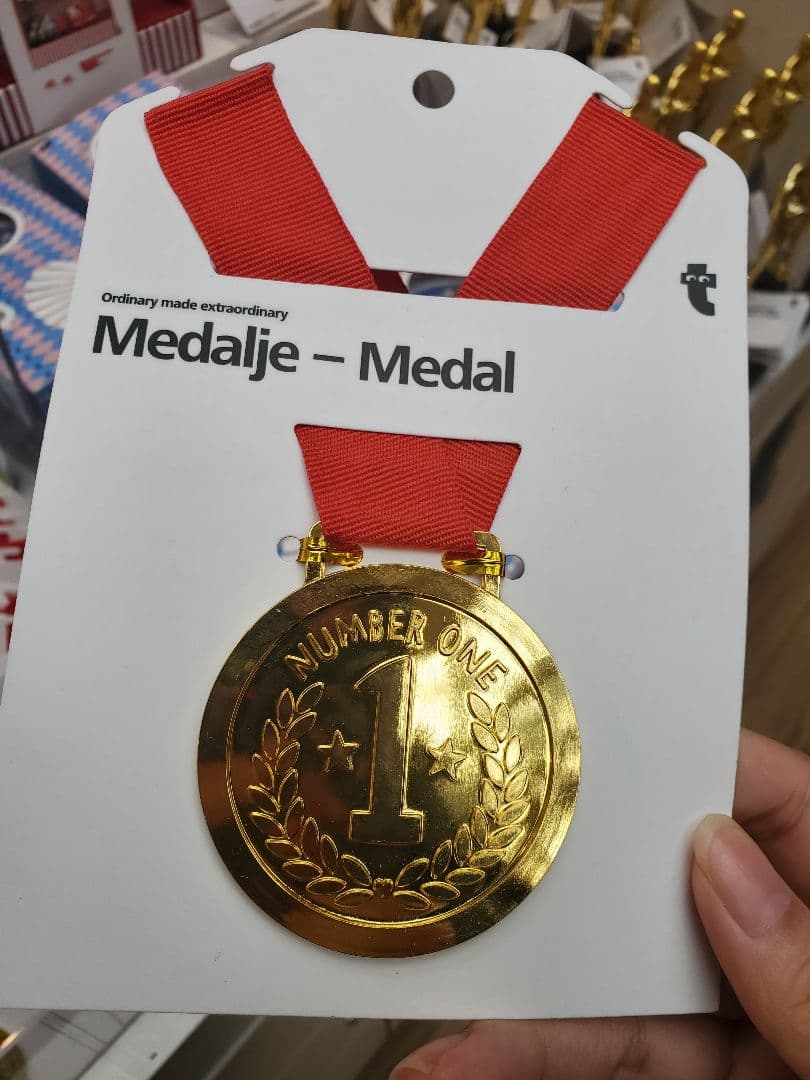 Ordinary made extraordinary
Medalje – Medal
t
NUMBER ONE
1